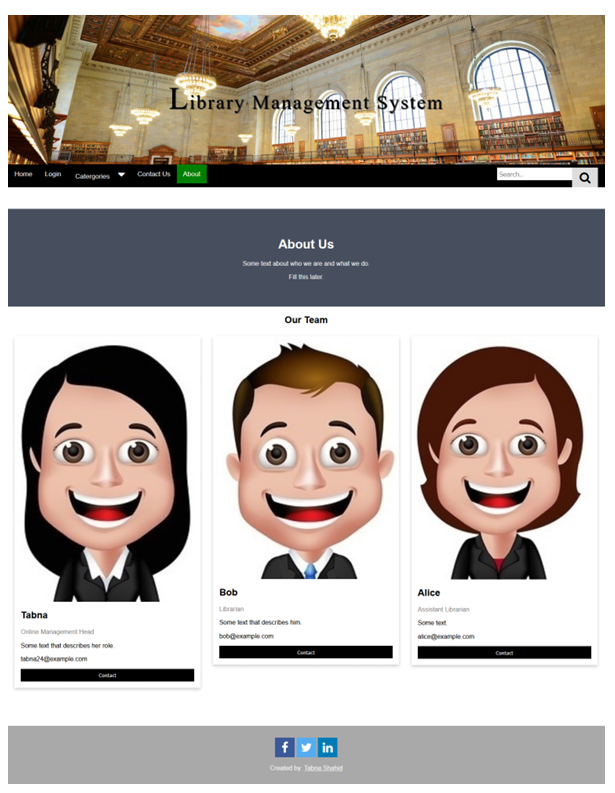 Library Management System
Home Login Catergories Contact Us About Search..
About Us
Some text about who we are and what we do.
Fill this later.
Our Team
Tabna
Online Management Head
Some text that describes her role.
tabna24@example.com
Contact
Bob
Librarian
Some text that describes him.
bob@example.com
Contact
Alice
Assistant Librarian
Some text.
alice@example.com
Contact
Created by: Tabna Shahid